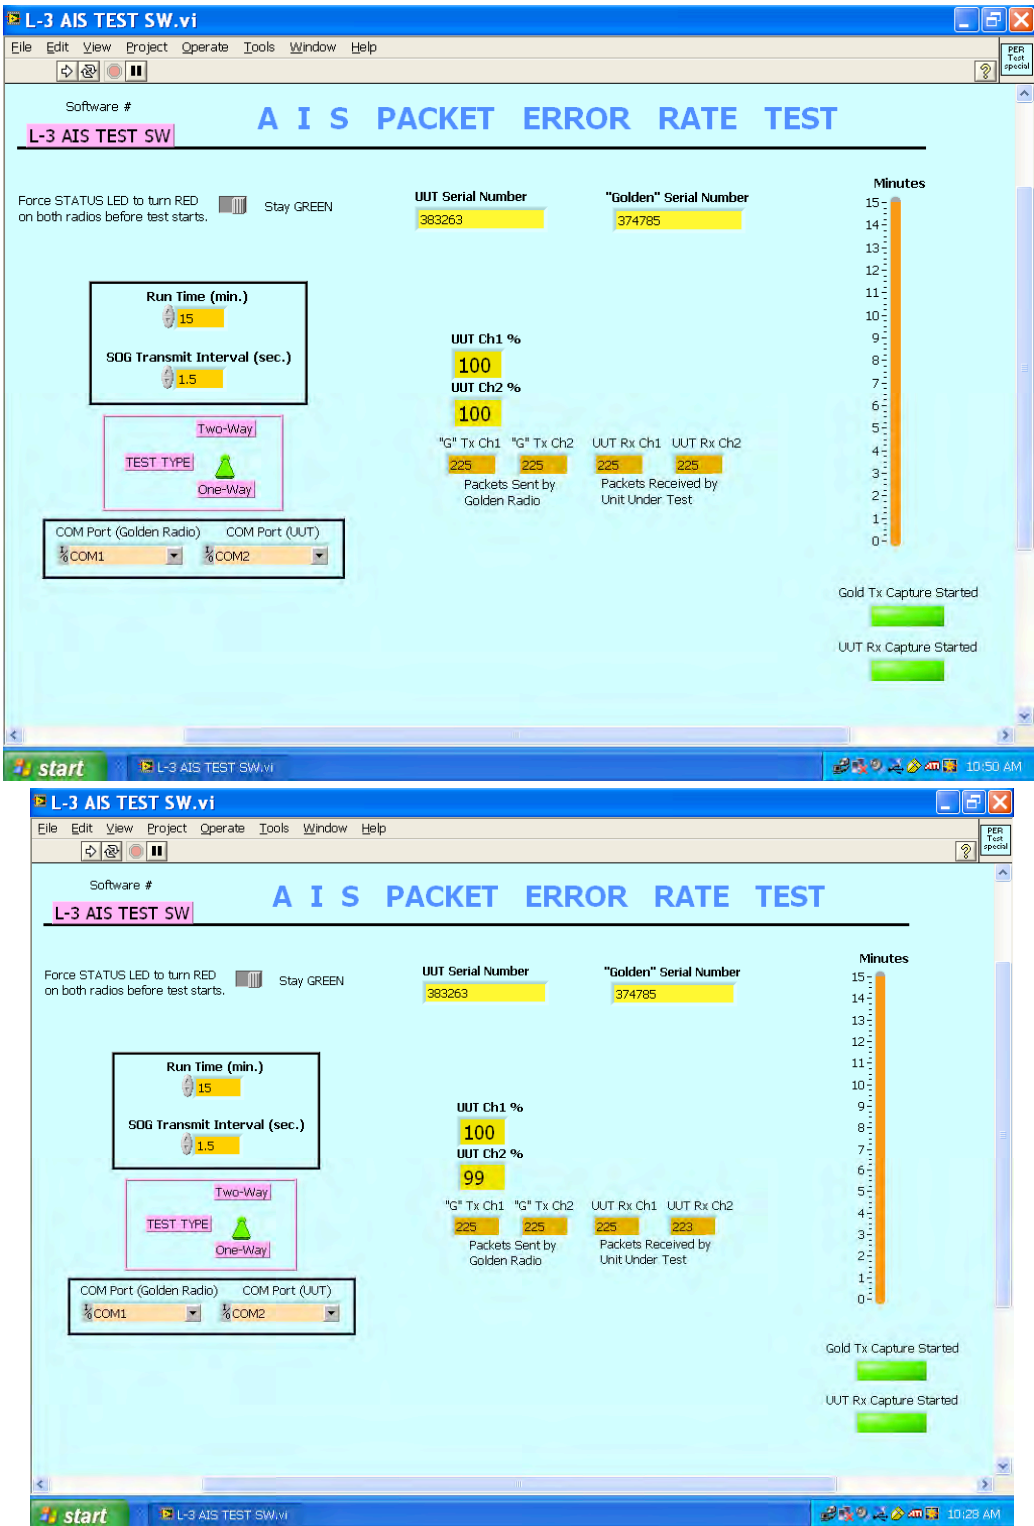 L-3 AIS TEST SW.vi
File Edit View Project Operate Tools Window Help
PER
Test
special
Software #
L-3 AIS TEST SW
A I S PACKET ERROR RATE TEST
Force STATUS LED to turn RED
on both radios before test starts.
Stay GREEN
UUT Serial Number
383263
"Golden" Serial Number
374785
Minutes
15
14
13
12
11
10
9
8
7
6
5
4
3
2
1
0
Run Time (min.)
15
SOG Transmit Interval (sec.)
1.5
UUT Ch1 %
100
UUT Ch2 %
100
"G" Tx Ch1 "G" Tx Ch2 UUT Rx Ch1 UUT Rx Ch2
225 225 225 225
Packets Sent by
Golden Radio
Packets Received by
Unit Under Test
Two-Way
TEST TYPE
One-Way
COM Port (Golden Radio) COM Port (UUT)
COM1 COM2
Gold Tx Capture Started
UUT Rx Capture Started
start L-3 AIS TEST SW.vi 10:50 AM
L-3 AIS TEST SW.vi
File Edit View Project Operate Tools Window Help
PER
Test
special
Software #
L-3 AIS TEST SW
A I S PACKET ERROR RATE TEST
Force STATUS LED to turn RED
on both radios before test starts.
Stay GREEN
UUT Serial Number
383263
"Golden" Serial Number
374785
Minutes
15
14
13
12
11
10
9
8
7
6
5
4
3
2
1
0
Run Time (min.)
15
SOG Transmit Interval (sec.)
1.5
UUT Ch1 %
100
UUT Ch2 %
99
"G" Tx Ch1 "G" Tx Ch2 UUT Rx Ch1 UUT Rx Ch2
225 225 225 223
Packets Sent by
Golden Radio
Packets Received by
Unit Under Test
Two-Way
TEST TYPE
One-Way
COM Port (Golden Radio) COM Port (UUT)
COM1 COM2
Gold Tx Capture Started
UUT Rx Capture Started
start L-3 AIS TEST SW.vi 10:29 AM